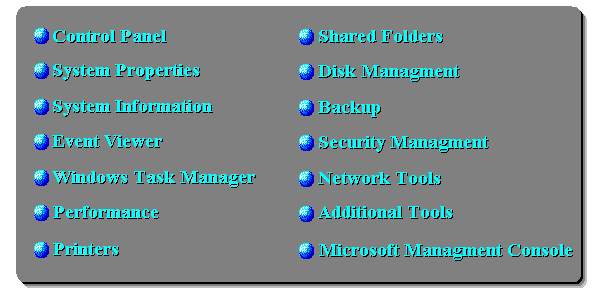 Control Panel
System Properties
System Information
Event Viewer
Windows Task Manager
Performance
Printers
Shared Folders
Disk Managment
Backup
Security Managment
Network Tools
Additional Tools
Microsoft Managment Console